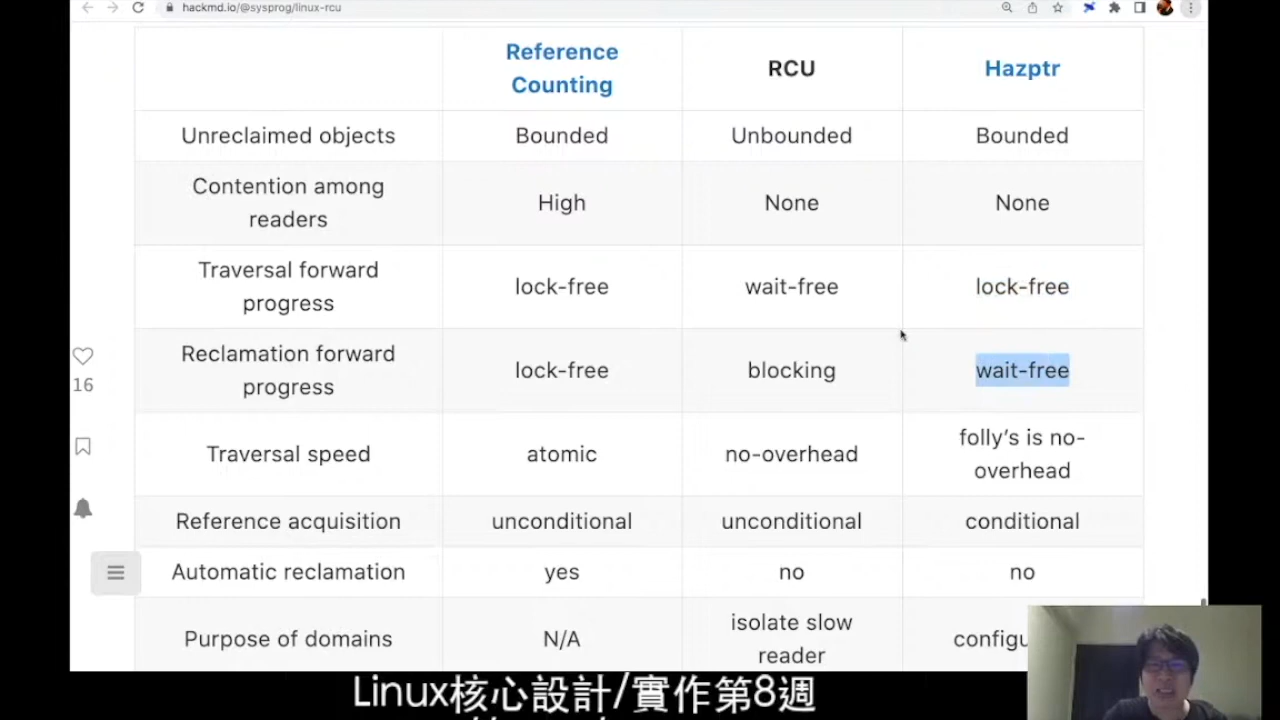 hackmd.io/@sysprog/linux-rcu
Reference
Counting
RCU
Hazptr
Unreclaimed objects
Bounded
Unbounded
Bounded
Contention among
readers
High
None
None
Traversal forward
progress
lock-free
wait-free
lock-free
Reclamation forward
progress
lock-free
blocking
wait-free
16
Traversal speed
atomic
no-overhead
folly's is no-
overhead
Reference acquisition
unconditional
unconditional
conditional
Automatic reclamation
yes
no
no
Purpose of domains
N/A
isolate slow
reader
Linux核心設計/實作第8週